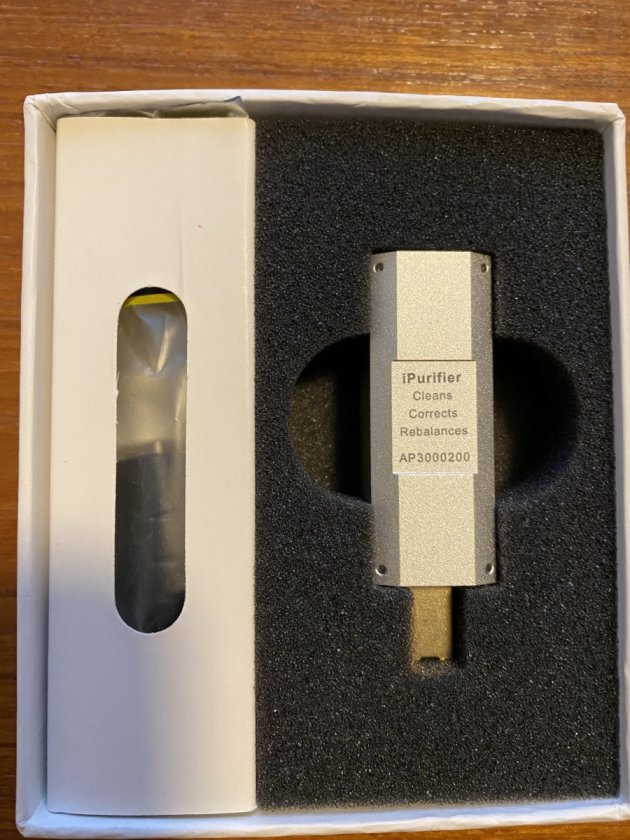 iPurifier
Cleans
Corrects
Rebalances
AP3000200